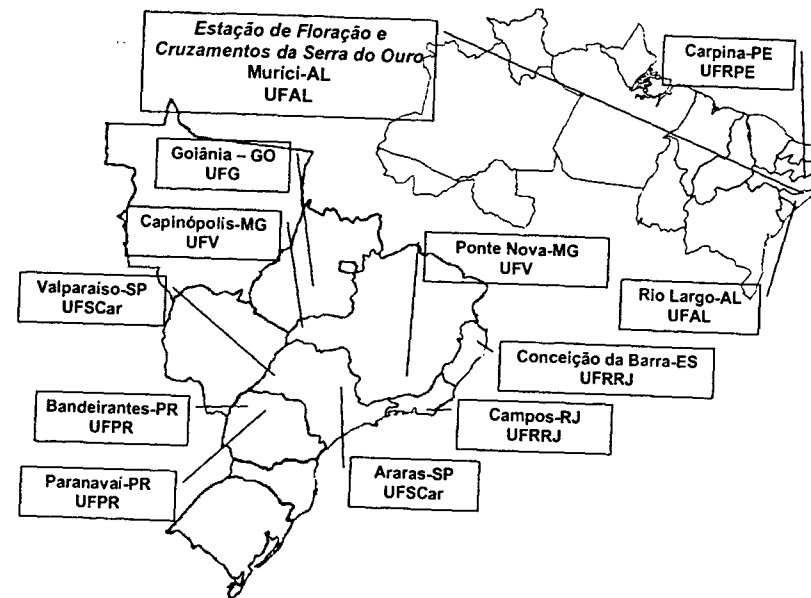 Estação de Floração e
Cruzamentos da Serra do Ouro
Murici-AL
UFAL
Carpina-PE
UFRPE
Goiânia – GO
UFG
Capinópolis-MG
UFV
Ponte Nova-MG
UFV
Valparaiso-SP
UFSCar
Rio Largo-AL
UFAL
Conceição da Barra-ES
UFRRJ
Bandeirantes-PR
UFPR
Campos-RJ
UFRRJ
Paranavaí-PR
UFPR
Araras-SP
UFSCar